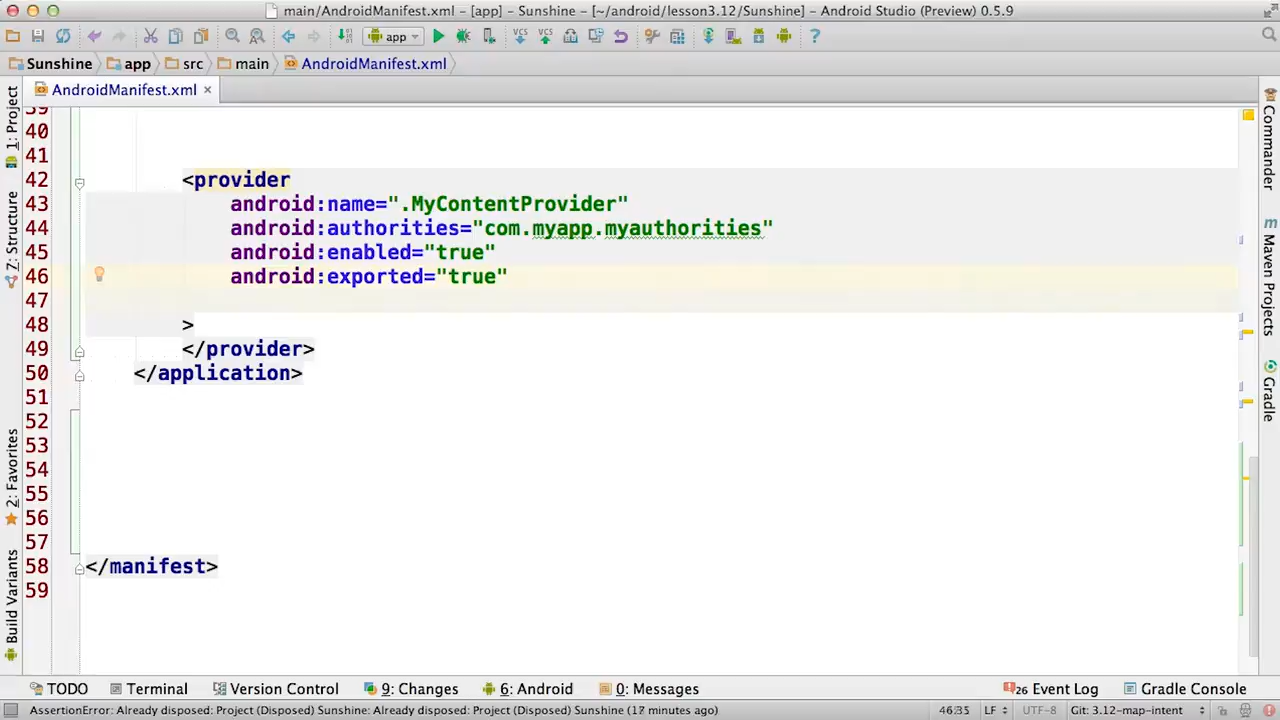 main/AndroidManifest.xml - [app] - Sunshine - [~/android/lesson3.12/Sunshine] - Android Studio (Preview) 0.5.9
app
Sunshine app src main AndroidManifest.xml
AndroidManifest.xml
39
40
41
42 <provider
43 android:name=".MyContentProvider"
44 android:authorities="com.myapp.myauthorities"
45 android:enabled="true"
46 android:exported="true"
47
48 >
49 </provider>
50 </application>
51
52
53
54
55
56
57
58 </manifest>
59
1: Project
7: Structure
2: Favorites
Build Variants
Commander
Maven Projects
Gradle
TODO Terminal Version Control 9: Changes 6: Android 0: Messages 26 Event Log Gradle Console
AssertionError: Already disposed: Project (Disposed) Sunshine: Already disposed: Project (Disposed) Sunshine (17 minutes ago) 46:35 LF UTF-8 Git: 3.12-map-intent